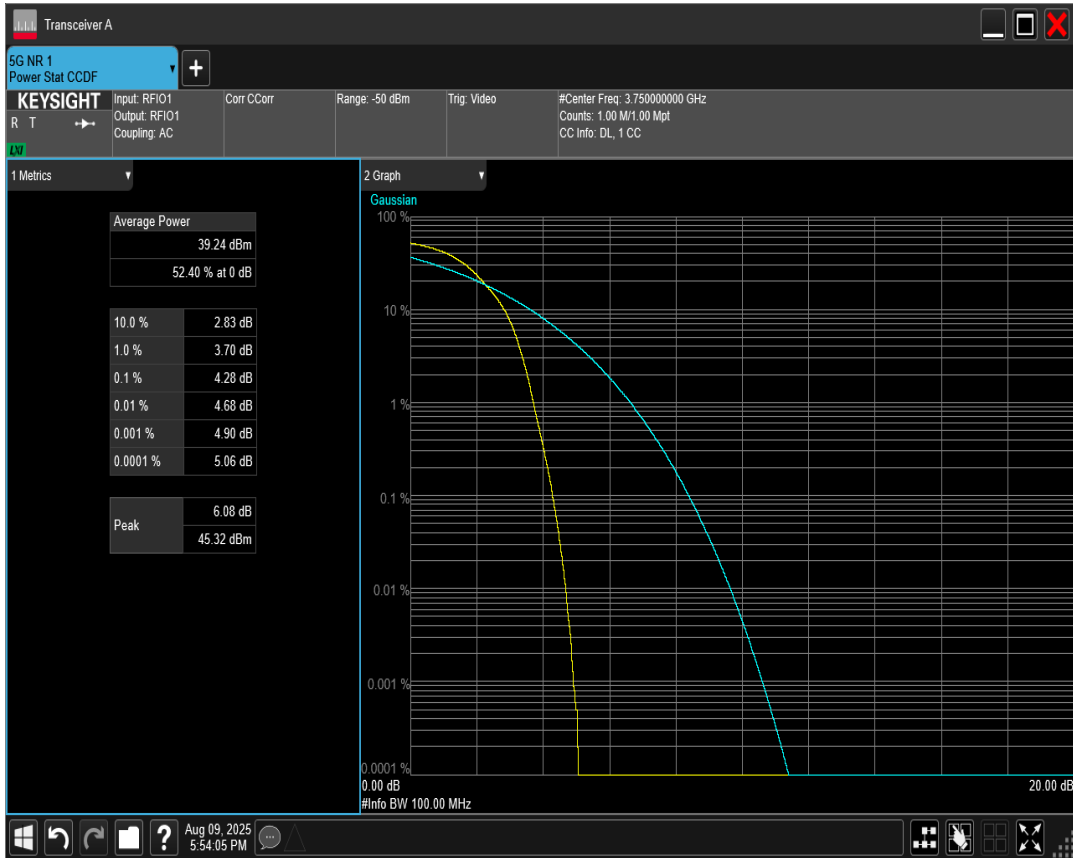 Transceiver A
5G NR 1
Power Stat CCDF
KEYSIGHT
R T
LXI
Input: RFIO1
Output: RFIO1
Coupling: AC
Corr CCorr
Range: -50 dBm
Trig: Video
#Center Freq: 3.750000000 GHz
Counts: 1.00 M/1.00 Mpt
CC Info: DL, 1 CC
1 Metrics
Average Power
39.24 dBm
52.40 % at 0 dB
10.0 % 2.83 dB
1.0 % 3.70 dB
0.1 % 4.28 dB
0.01 % 4.68 dB
0.001 % 4.90 dB
0.0001 % 5.06 dB
Peak
6.08 dB
45.32 dBm
2 Graph
Gaussian
100 %
10 %
1 %
0.1 %
0.01 %
0.001 %
0.0001 %
0.00 dB
20.00 dB
#Info BW 100.00 MHz
Aug 09, 2025
5:54:05 PM